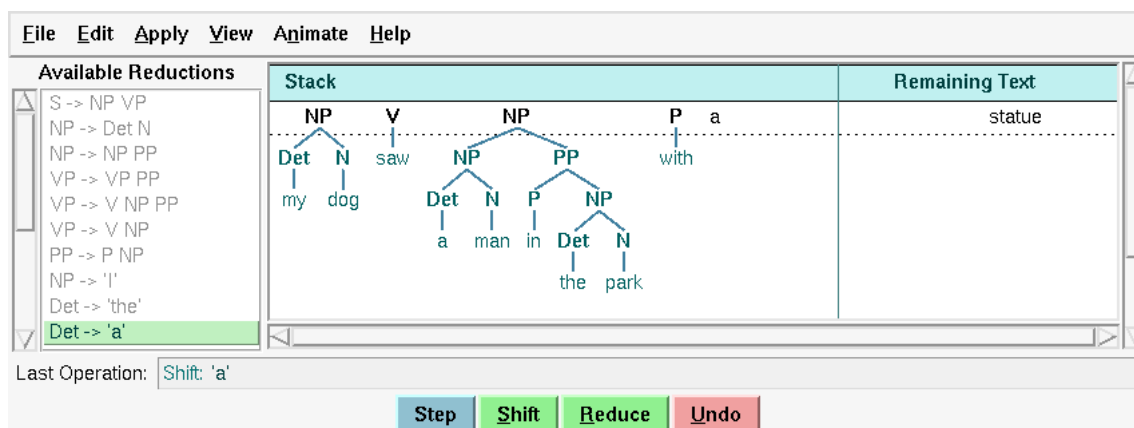 File Edit Apply View Animate Help
Available Reductions
S -> NP VP
NP -> Det N
NP -> NP PP
VP -> VP PP
VP -> V NP PP
VP -> V NP
PP -> P NP
NP -> 'I'
Det -> 'the'
Det -> 'a'
Stack Remaining Text
NP V NP P a statue
Det N saw NP PP with
my dog Det N P NP
a man in Det N
the park
Last Operation: Shift: 'a'
Step Shift Reduce Undo